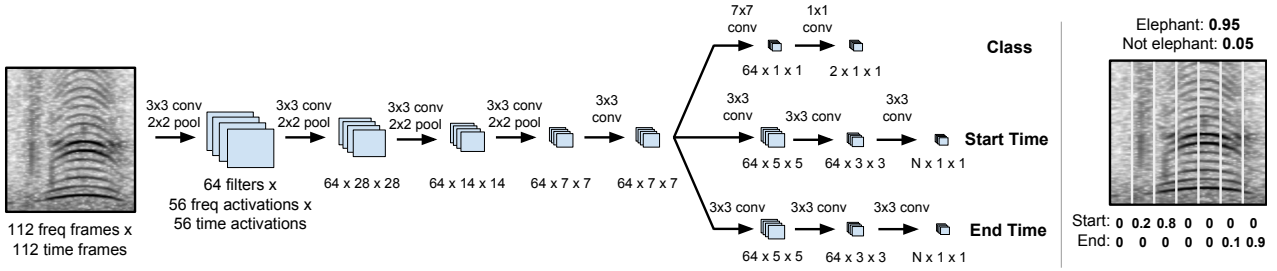 112 freq frames x
112 time frames
3x3 conv
2x2 pool
64 filters x
56 freq activations x
56 time activations
3x3 conv
2x2 pool
64 x 28 x 28
3x3 conv
2x2 pool
64 x 14 x 14
3x3 conv
2x2 pool
64 x 7 x 7
3x3
conv
64 x 7 x 7
7x7
conv
64 x 1 x 1
1x1
conv
2 x 1 x 1
Class
3x3
conv
64 x 5 x 5
3x3 conv
64 x 3 x 3
3x3
conv
N x 1 x 1
Start Time
3x3 conv
64 x 5 x 5
3x3 conv
64 x 3 x 3
3x3 conv
N x 1 x 1
End Time
Elephant: 0.95
Not elephant: 0.05
Start: 0 0.2 0.8 0 0 0 0
End: 0 0 0 0 0 0.1 0.9